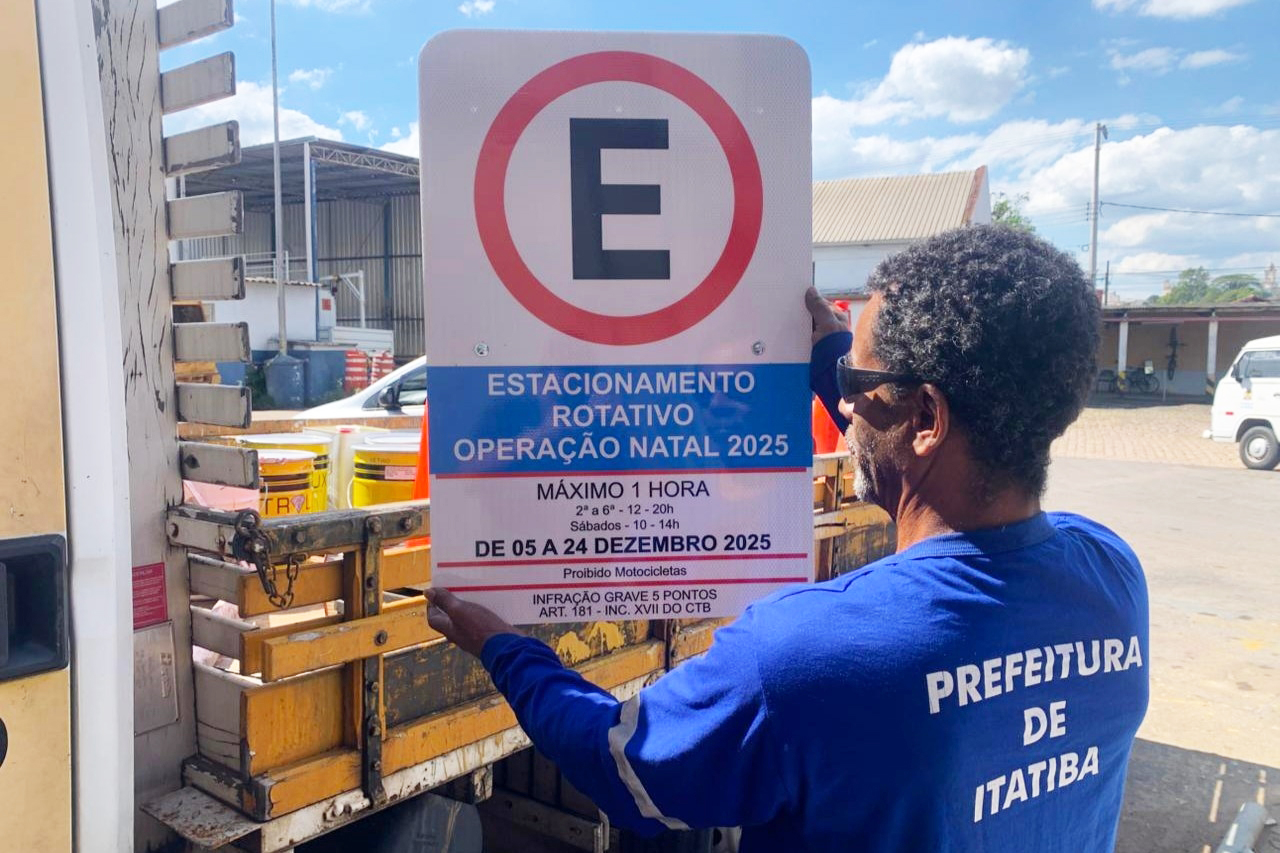 E
ESTACIONAMENTO
ROTATIVO
OPERAÇÃO NATAL 2025
MÁXIMO 1 HORA
2ª a 6ª - 12 - 20h
Sábados - 10 - 14h
DE 05 A 24 DEZEMBRO 2025
Proibido Motocicletas
INFRAÇÃO GRAVE 5 PONTOS
ART. 181 - INC. XVII DO CTB
PREFEITURA
DE
ITATIBA